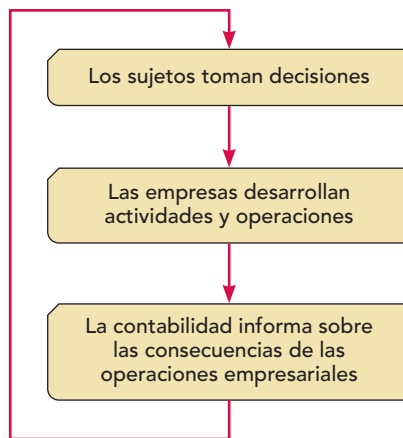 Los sujetos toman decisiones
Las empresas desarrollan
actividades y operaciones
La contabilidad informa sobre
las consecuencias de las
operaciones empresariales